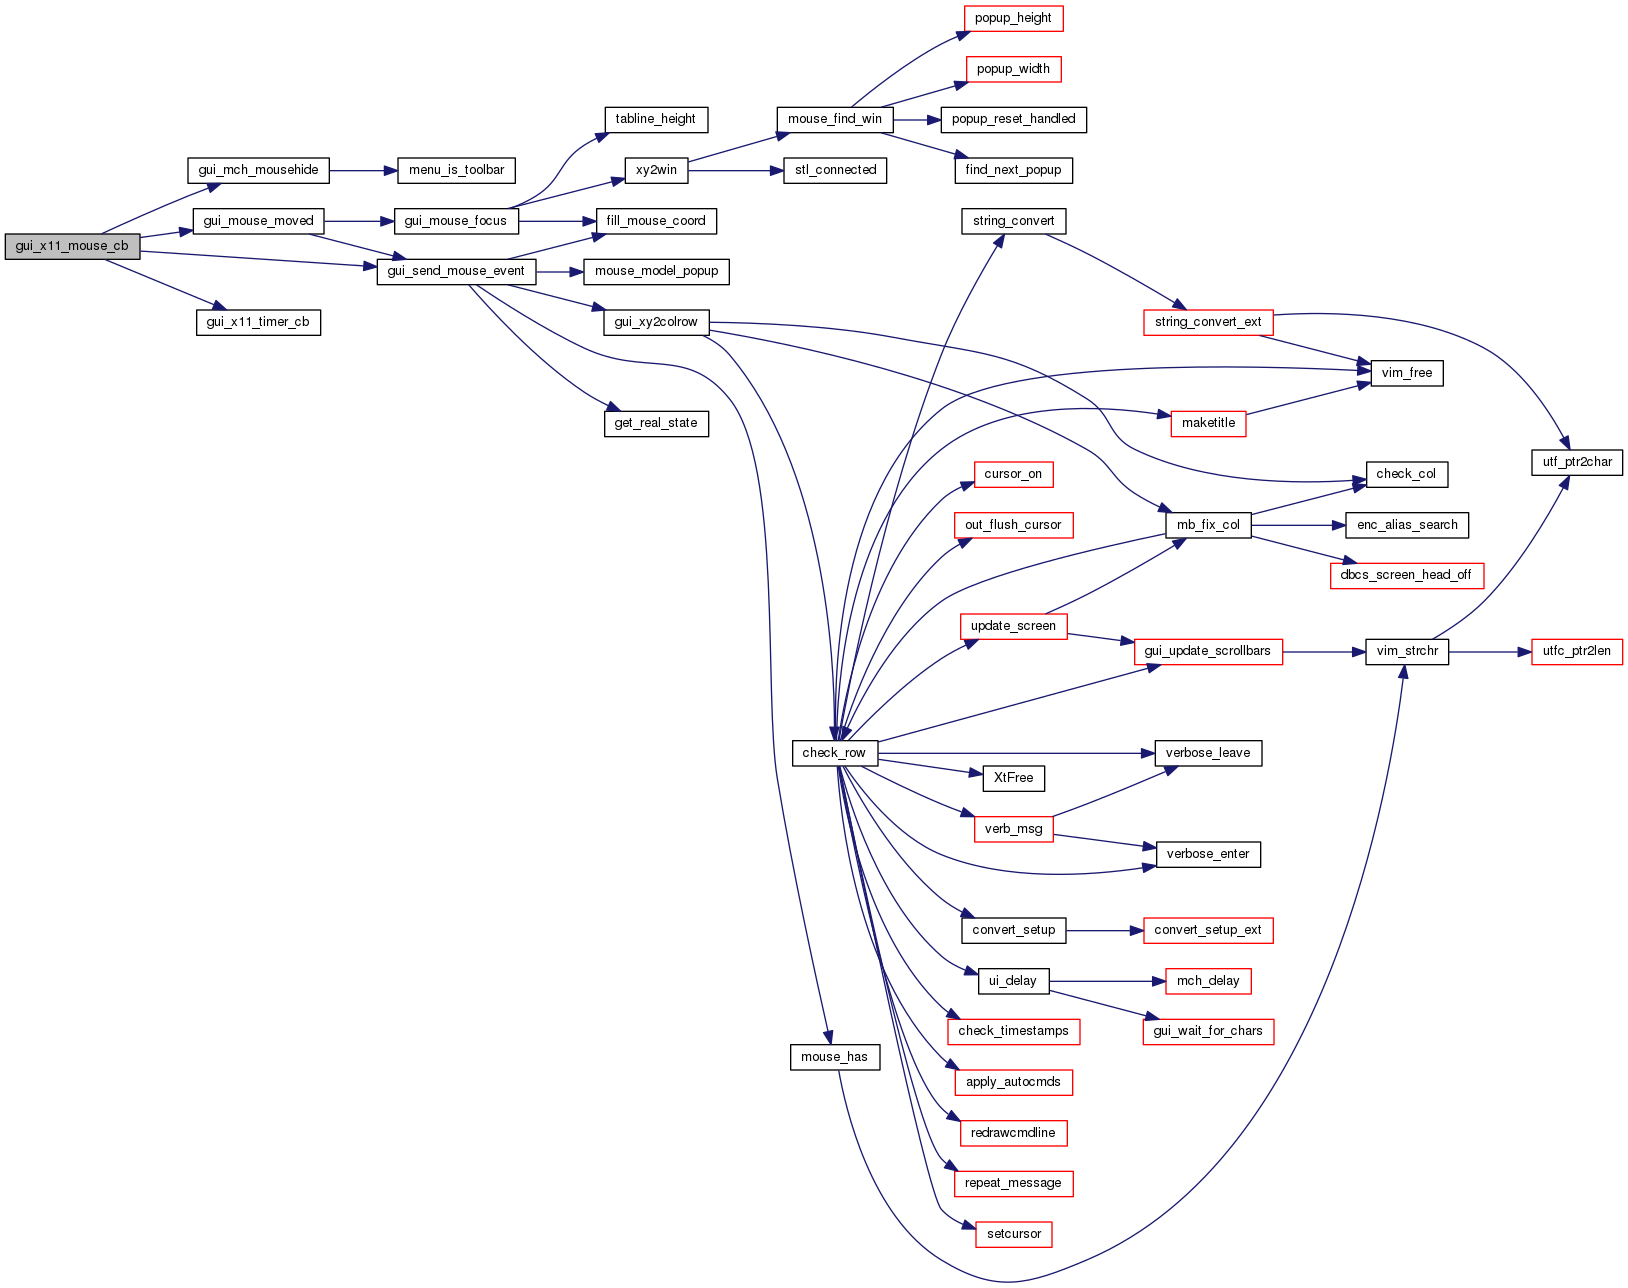 gui_x11_mouse_cb
gui_mch_mousehide
gui_mouse_moved
gui_x11_timer_cb
menu_is_toolbar
gui_mouse_focus
gui_send_mouse_event
tabline_height
xy2win
fill_mouse_coord
mouse_model_popup
gui_xy2colrow
get_real_state
mouse_find_win
stl_connected
check_row
mouse_has
popup_height
popup_width
popup_reset_handled
find_next_popup
string_convert
cursor_on
out_flush_cursor
update_screen
XtFree
verb_msg
convert_setup
ui_delay
check_timestamps
apply_autocmds
redrawcmdline
repeat_message
setcursor
string_convert_ext
maketitle
mb_fix_col
gui_update_scrollbars
verbose_leave
verbose_enter
convert_setup_ext
mch_delay
gui_wait_for_chars
vim_free
check_col
enc_alias_search
dbcs_screen_head_off
vim_strchr
utf_ptr2char
utfc_ptr2len